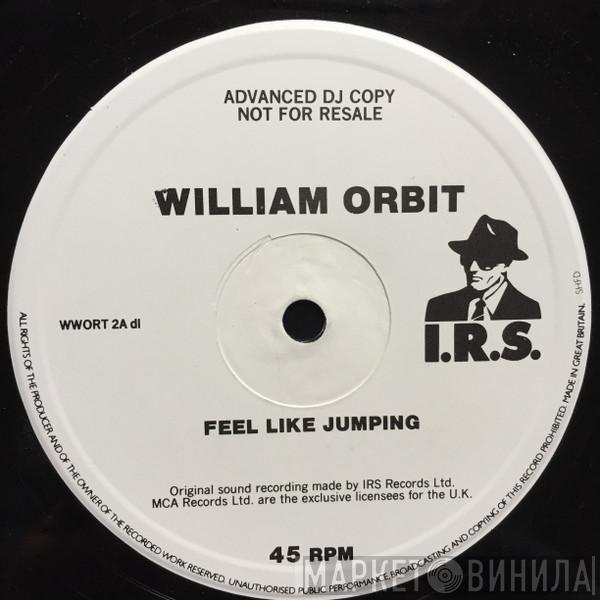 ADVANCED DJ COPY
NOT FOR RESALE
WILLIAM ORBIT
I.R.S.
WWORT 2A dl
FEEL LIKE JUMPING
Original sound recording made by IRS Records Ltd.
MCA Records Ltd. are the exclusive licensees for the U.K.
45 RPM
ALL RIGHTS OF THE PRODUCER AND OF THE OWNER OF THE RECORDED WORK RESERVED. UNAUTHORISED PUBLIC PERFORMANCE, BROADCASTING AND COPYING OF THIS RECORD PROHIBITED. MADE IN GREAT BRITAIN. SHFD
МАРКЕТ ВИНИЛА